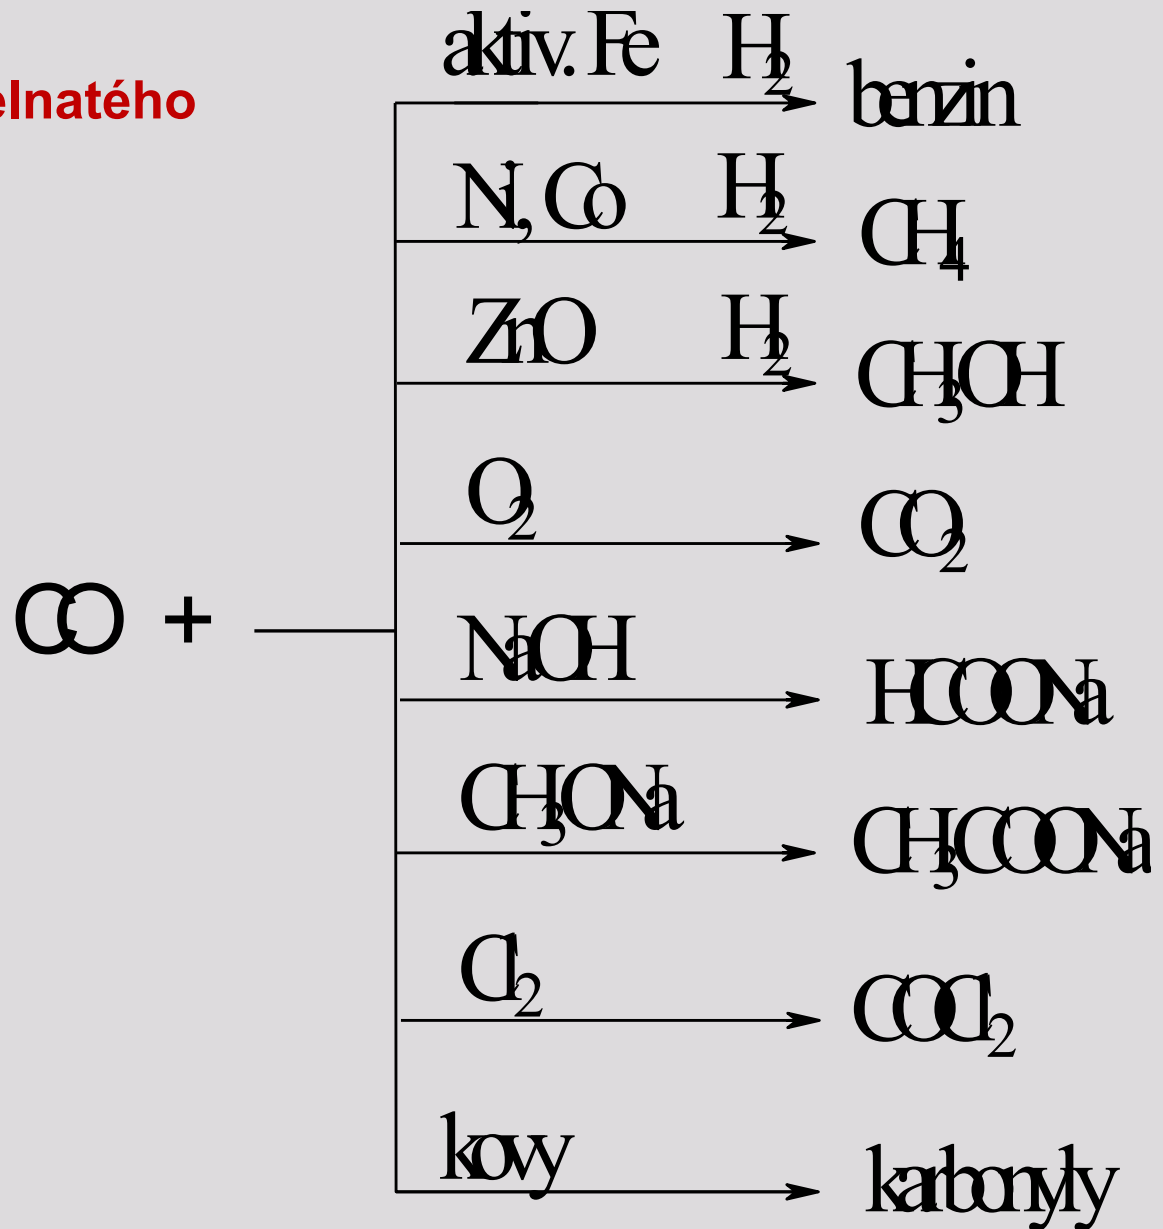 elnatého
aktiv. Fe H₂ benzin
Ni, Co H₂ CH₄
ZnO H₂ CH₃OH
O₂ CO₂
CO +
NaOH HCOONa
CH₃ONa CH₃COONa
Cl₂ COCl₂
kovy karbonyly